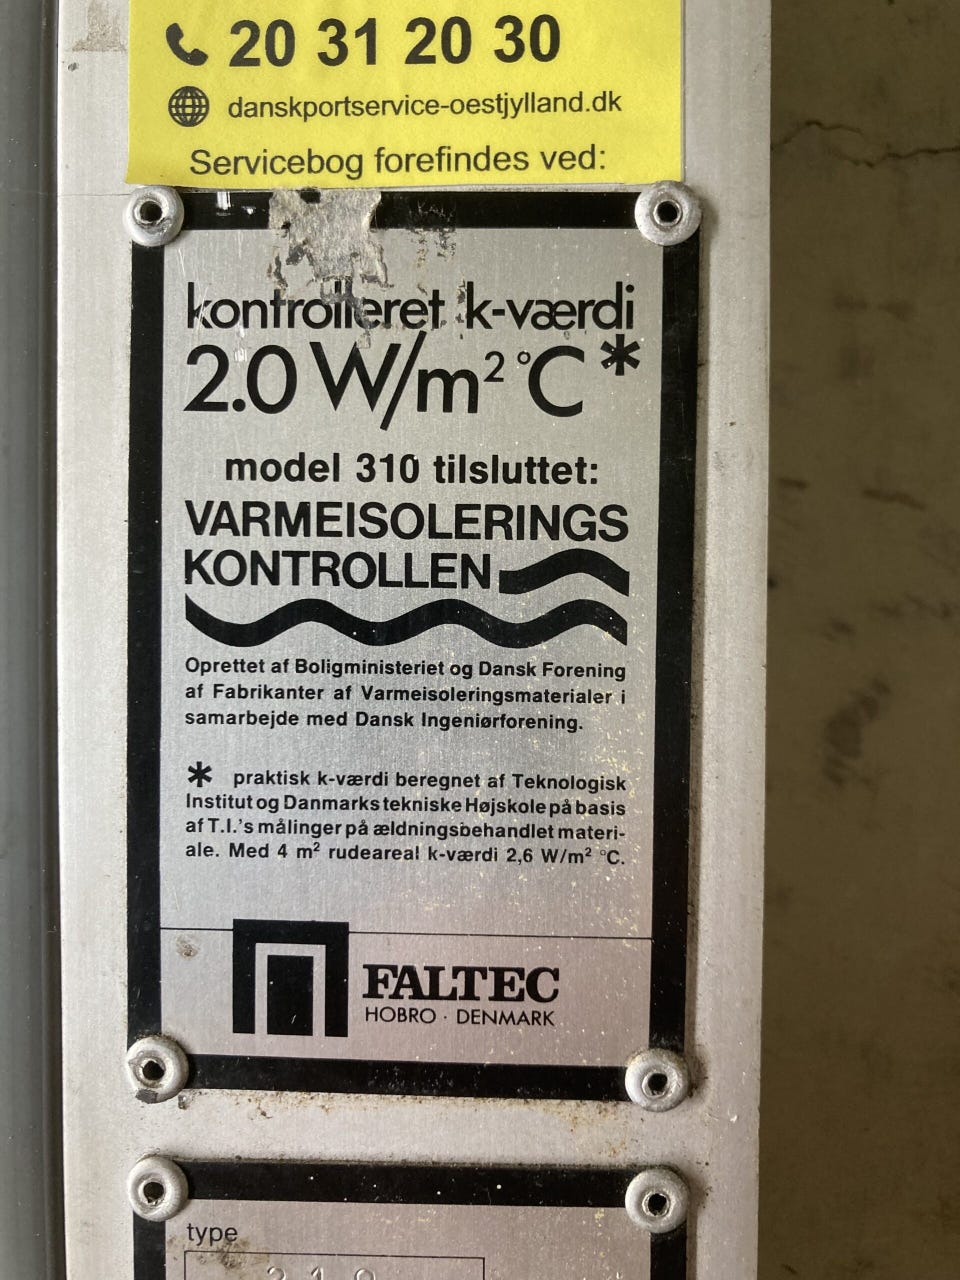 20 31 20 30
danskportservice-oestjylland.dk
Servicebog forefindes ved:
kontrolleret k-værdi
2.0 W/m² °C*
model 310 tilsluttet:
VARMEISOLERINGS
KONTROLLEN
Oprettet af Boligministeriet og Dansk Forening
af Fabrikanter af Varmeisoleringsmaterialer i
samarbejde med Dansk Ingeniørforening.
* praktisk k-værdi beregnet af Teknologisk
Institut og Danmarks tekniske Højskole på basis
af T.I.'s målinger på ældningsbehandlet materi-
ale. Med 4 m² rudeareal k-værdi 2,6 W/m² °C.
FALTEC
HOBRO · DENMARK
type